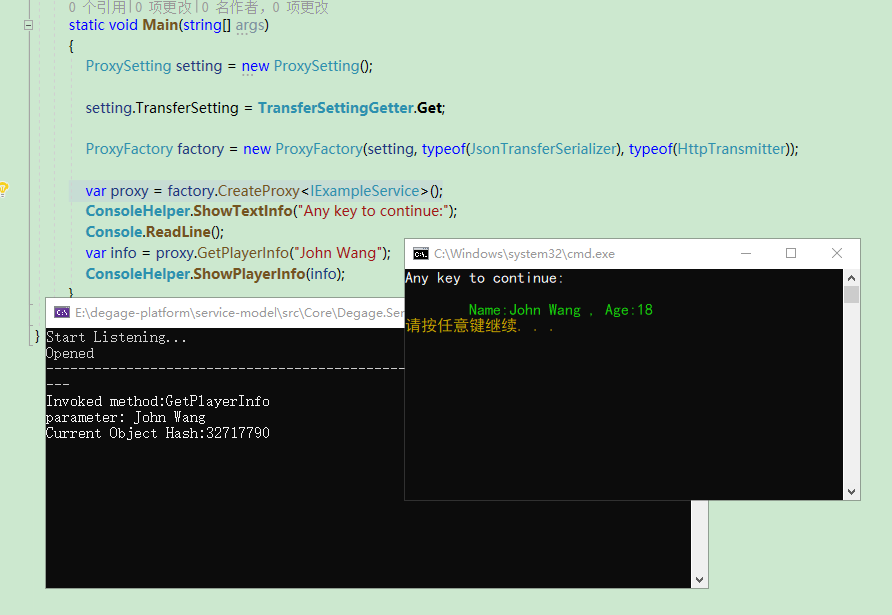 0 个引用|0 项更改|0 名作者，0 项更改
static void Main(string[] args)
{
ProxySetting setting = new ProxySetting();
setting.TransferSetting = TransferSettingGetter.Get;
ProxyFactory factory = new ProxyFactory(setting, typeof(JsonTransferSerializer), typeof(HttpTransmitter));
var proxy = factory.CreateProxy<IExampleService>();
ConsoleHelper.ShowTextInfo("Any key to continue:");
Console.ReadLine();
var info = proxy.GetPlayerInfo("John Wang");
ConsoleHelper.ShowPlayerInfo(info);
}
}
C:\Windows\system32\cmd.exe
Any key to continue:
Name:John Wang , Age:18
请按任意键继续. . .
E:\degage-platform\service-model\src\Core\Degage.Ser
Start Listening...
Opened
---------------------------------------------
---
Invoked method:GetPlayerInfo
parameter: John Wang
Current Object Hash:32717790